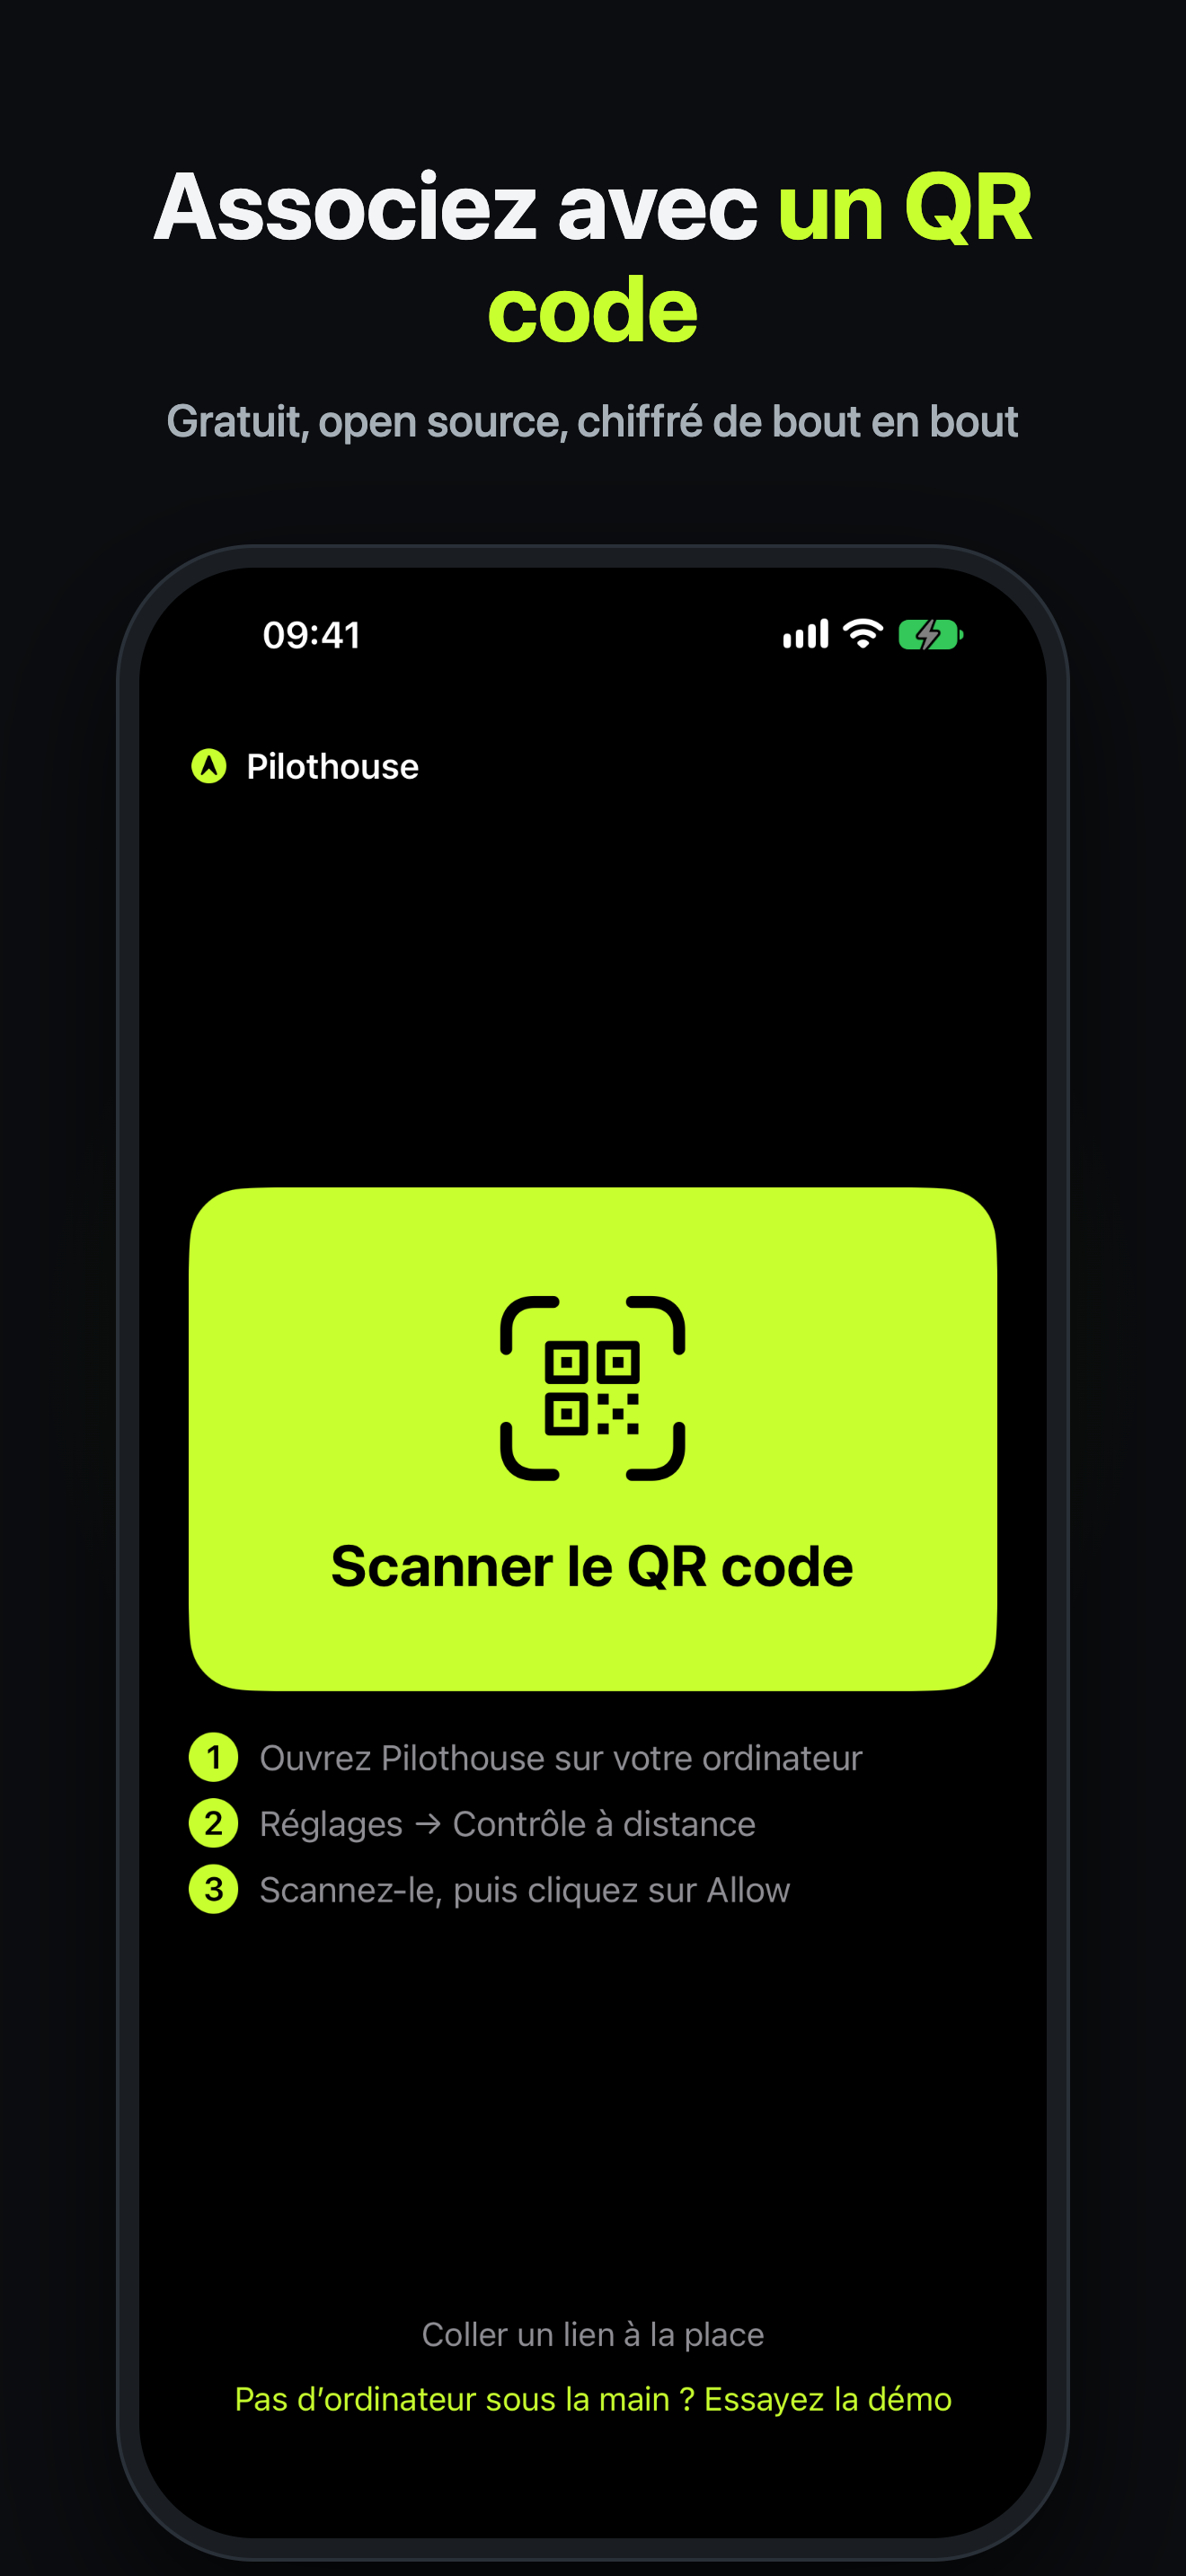 Associez avec un QR
code
Gratuit, open source, chiffré de bout en bout
09:41
Pilothouse
Scanner le QR code
1 Ouvrez Pilothouse sur votre ordinateur
2 Réglages → Contrôle à distance
3 Scannez-le, puis cliquez sur Allow
Coller un lien à la place
Pas d’ordinateur sous la main ? Essayez la démo